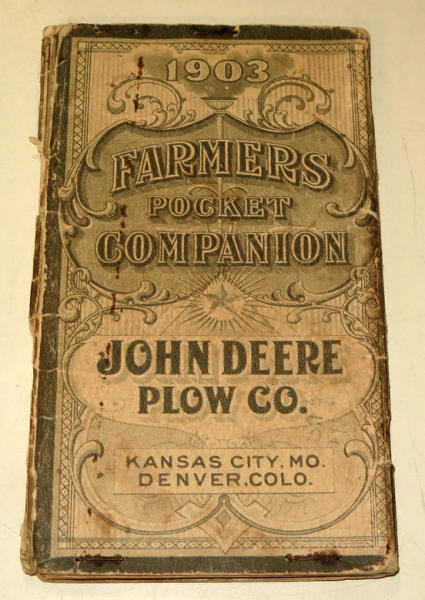 1903
FARMERS
POCKET
COMPANION
JOHN DEERE
PLOW CO.
KANSAS CITY, MO.
DENVER, COLO.